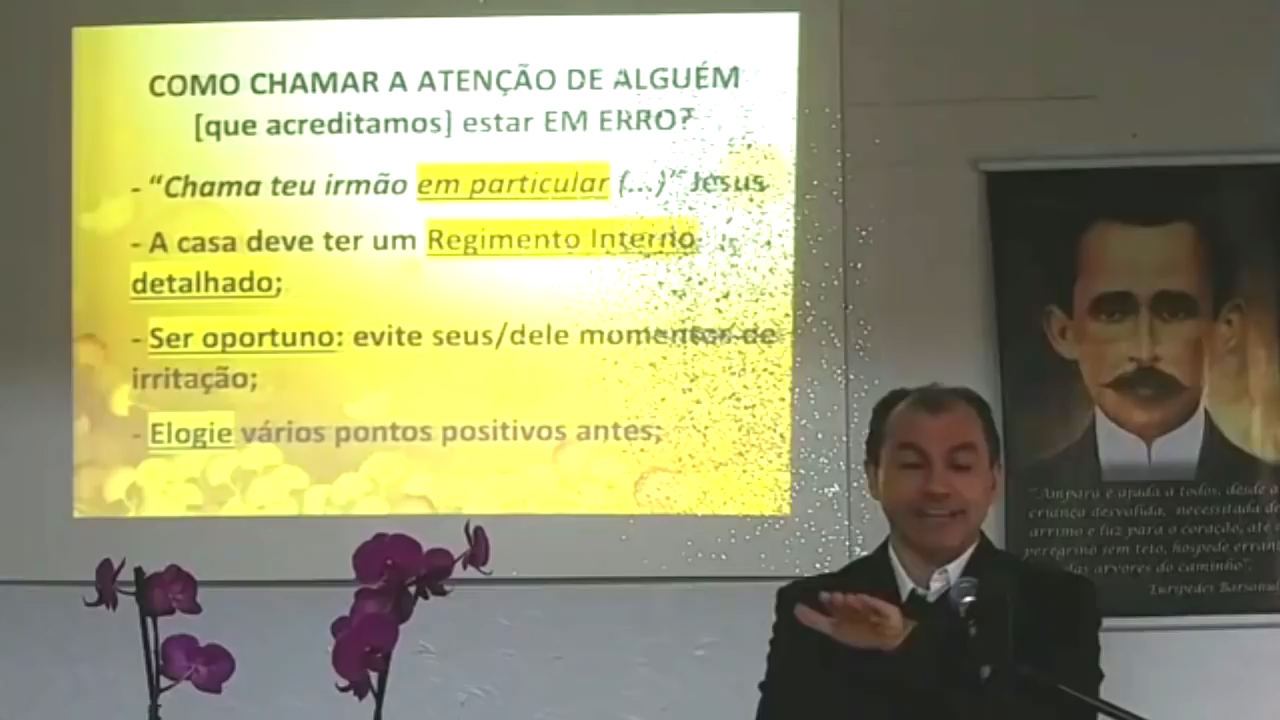 COMO CHAMAR A ATENÇÃO DE ALGUÉM
[que acreditamos] estar EM ERRO?
- “Chama teu irmão em particular (...)” Jesus
- A casa deve ter um Regimento Interno
detalhado;
- Ser oportuno: evite seus/dele momentos de
irritação;
- Elogie vários pontos positivos antes;
"Ampara e ajuda a todos, desde a
criança desvalida, necessitada de
arrimo e luz para o coração, até
peregrino sem teto, hóspede errant
das arvores do caminho".
Eurípedes Barsanul